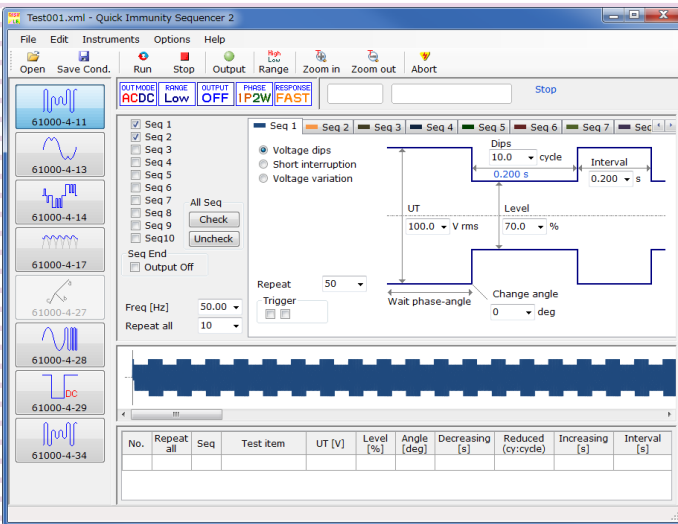 Test001.xml - Quick Immunity Sequencer 2
File Edit Instruments Options Help
High
Low
Open Save Cond. Run Stop Output Range Zoom in Zoom out Abort
OUTMODE RANGE OUTPUT PHASE RESPONSE
ACDC Low OFF 1P2W FAST
Stop
61000-4-11
61000-4-13
61000-4-14
61000-4-17
61000-4-27
61000-4-28
DC
61000-4-29
61000-4-34
Seq 1
Seq 2
Seq 3
Seq 4
Seq 5
Seq 6
Seq 7
Seq 8
Seq 9
Seq10
All Seq
Check
Uncheck
Seq End
Output Off
Freq [Hz] 50.00
Repeat all 10
Seq 1 Seq 2 Seq 3 Seq 4 Seq 5 Seq 6 Seq 7 Sec
Voltage dips
Short interruption
Voltage variation
Dips
10.0 cycle
0.200 s
Interval
0.200 s
UT
100.0 V rms
Level
70.0 %
Repeat 50
Trigger
Wait phase-angle
Change angle
0 deg
No. Repeat all Seq Test item UT [V] Level [%] Angle [deg] Decreasing [s] Reduced (cy:cycle) Increasing [s] Interval [s]